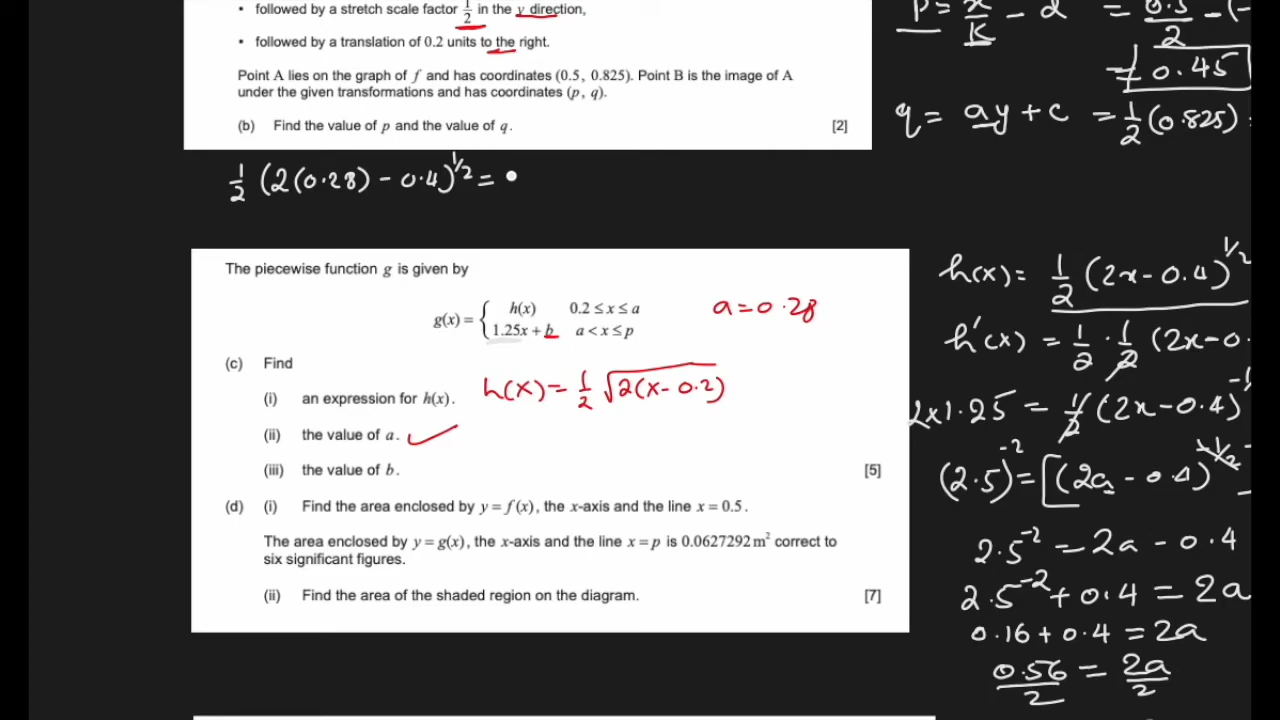 • followed by a stretch scale factor 1/2 in the y direction,
• followed by a translation of 0.2 units to the right.
Point A lies on the graph of f and has coordinates (0.5, 0.825). Point B is the image of A
under the given transformations and has coordinates (p, q).
(b) Find the value of p and the value of q. [2]
1/2 (2(0.28) - 0.4)^1/2 =
The piecewise function g is given by
g(x) = { h(x) 0.2 ≤ x ≤ a
1.25x + b a < x ≤ p
a = 0.28
(c) Find
(i) an expression for h(x).
h(x) = 1/2 √2(x - 0.2)
(ii) the value of a.
(iii) the value of b. [5]
(d) (i) Find the area enclosed by y = f(x), the x-axis and the line x = 0.5.
The area enclosed by y = g(x), the x-axis and the line x = p is 0.0627292 m² correct to
six significant figures.
(ii) Find the area of the shaded region on the diagram. [7]
p = x/k - d = 0.5/2 - (-
= 0.45
q = ay + c = 1/2 (0.825)
h(x) = 1/2 (2x - 0.4)^1/2
h'(x) = 1/2 · 1/2 (2x - 0.
2x1.25 = 1/2 (2x - 0.4)^-1
(2.5)^-2 = [(2a - 0.4)^-1/2
2.5^-2 = 2a - 0.4
2.5^-2 + 0.4 = 2a
0.16 + 0.4 = 2a
0.56/2 = 2a/2